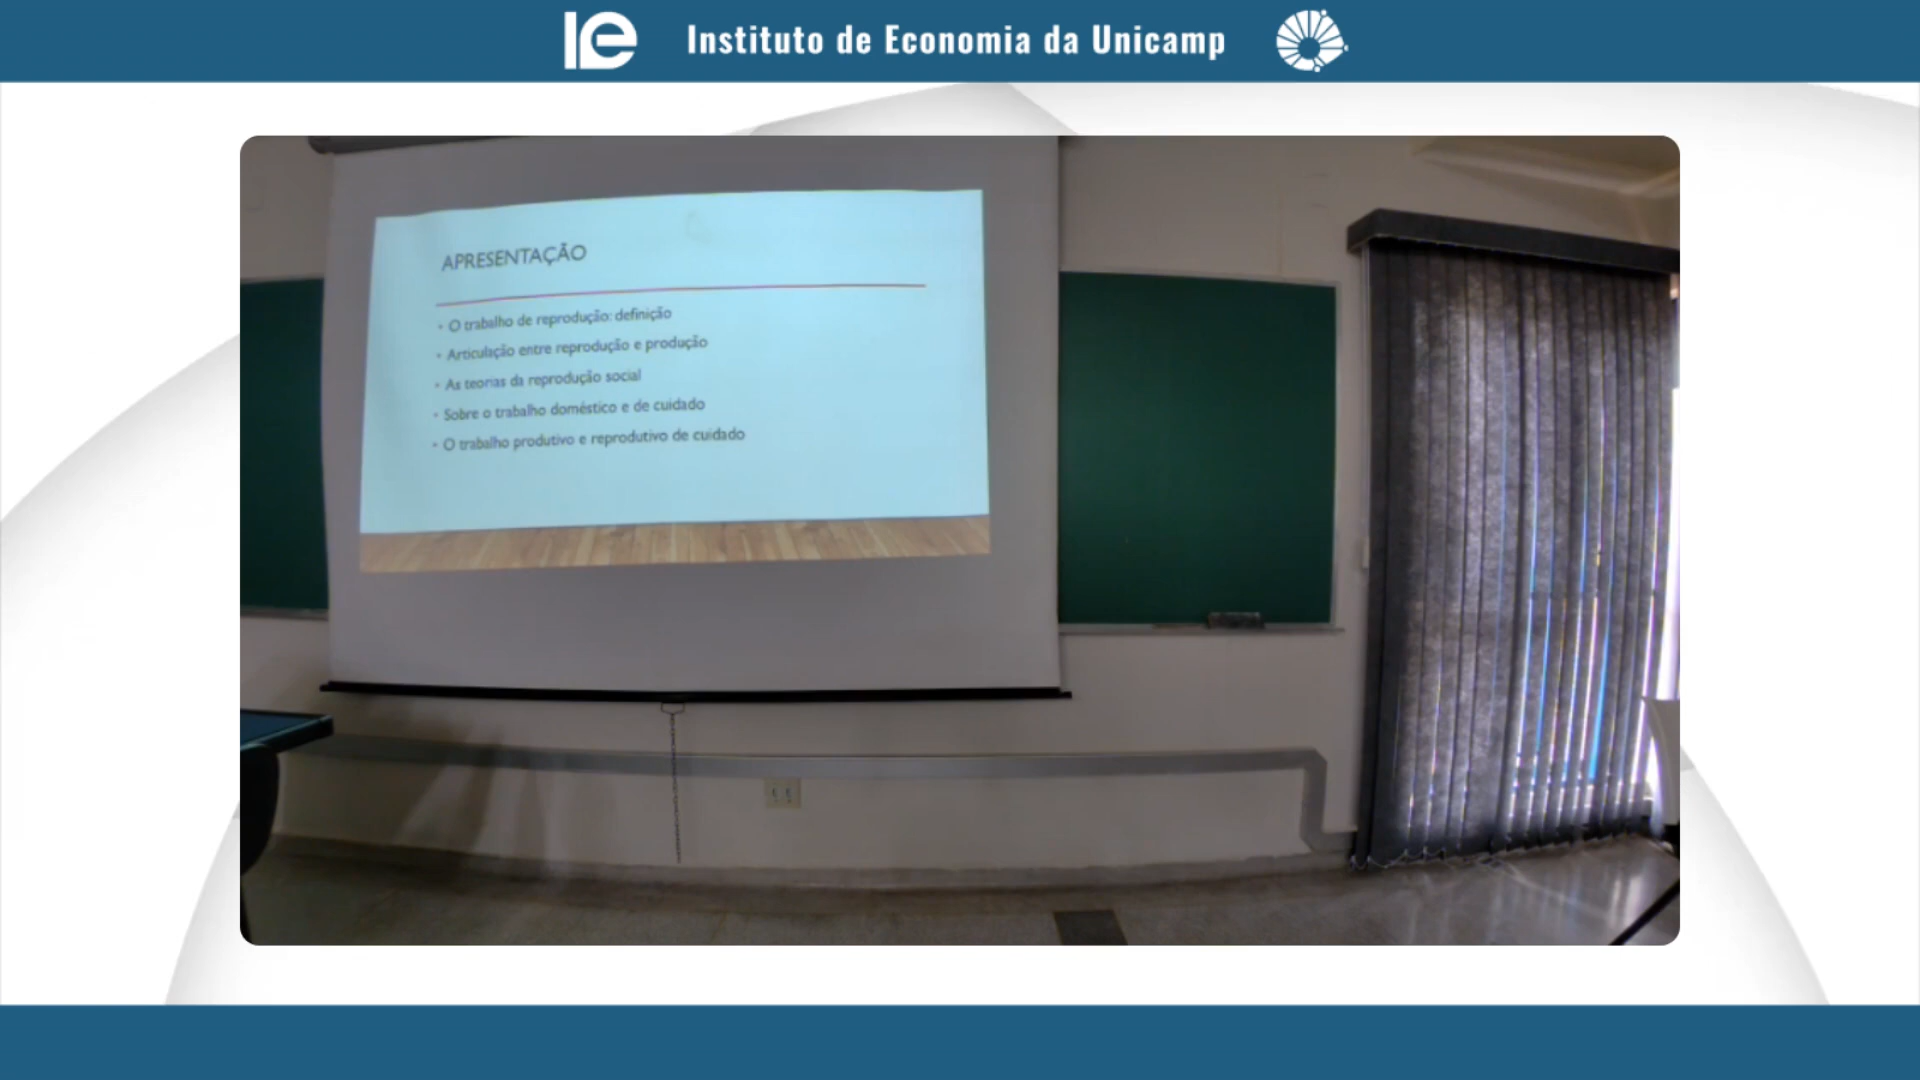 Ie Instituto de Economia da Unicamp
APRESENTAÇÃO
• O trabalho de reprodução: definição
• Articulação entre reprodução e produção
• As teorias da reprodução social
• Sobre o trabalho doméstico e de cuidado
• O trabalho produtivo e reprodutivo de cuidado